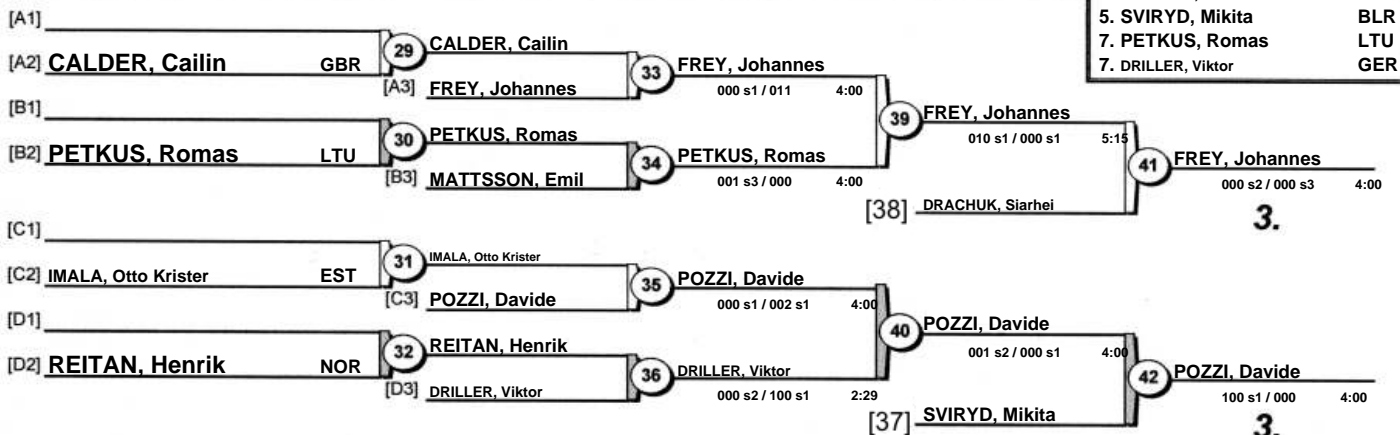 5. SVIRYD, Mikita BLR
7. PETKUS, Romas LTU
7. DRILLER, Viktor GER
[A1]
[A2] CALDER, Cailin GBR
29
CALDER, Cailin
[A3] FREY, Johannes
33
FREY, Johannes
000 s1 / 011 4:00
[B1]
[B2] PETKUS, Romas LTU
30
PETKUS, Romas
[B3] MATTSSON, Emil
34
PETKUS, Romas
001 s3 / 000 4:00
39
FREY, Johannes
010 s1 / 000 s1 5:15
[38] DRACHUK, Siarhei
41
FREY, Johannes
000 s2 / 000 s3 4:00
3.
[C1]
[C2] IMALA, Otto Krister EST
31
IMALA, Otto Krister
[C3] POZZI, Davide
35
POZZI, Davide
000 s1 / 002 s1 4:00
[D1]
[D2] REITAN, Henrik NOR
32
REITAN, Henrik
[D3] DRILLER, Viktor
36
DRILLER, Viktor
000 s2 / 100 s1 2:29
40
POZZI, Davide
001 s2 / 000 s1 4:00
[37] SVIRYD, Mikita
42
POZZI, Davide
100 s1 / 000 4:00
3.